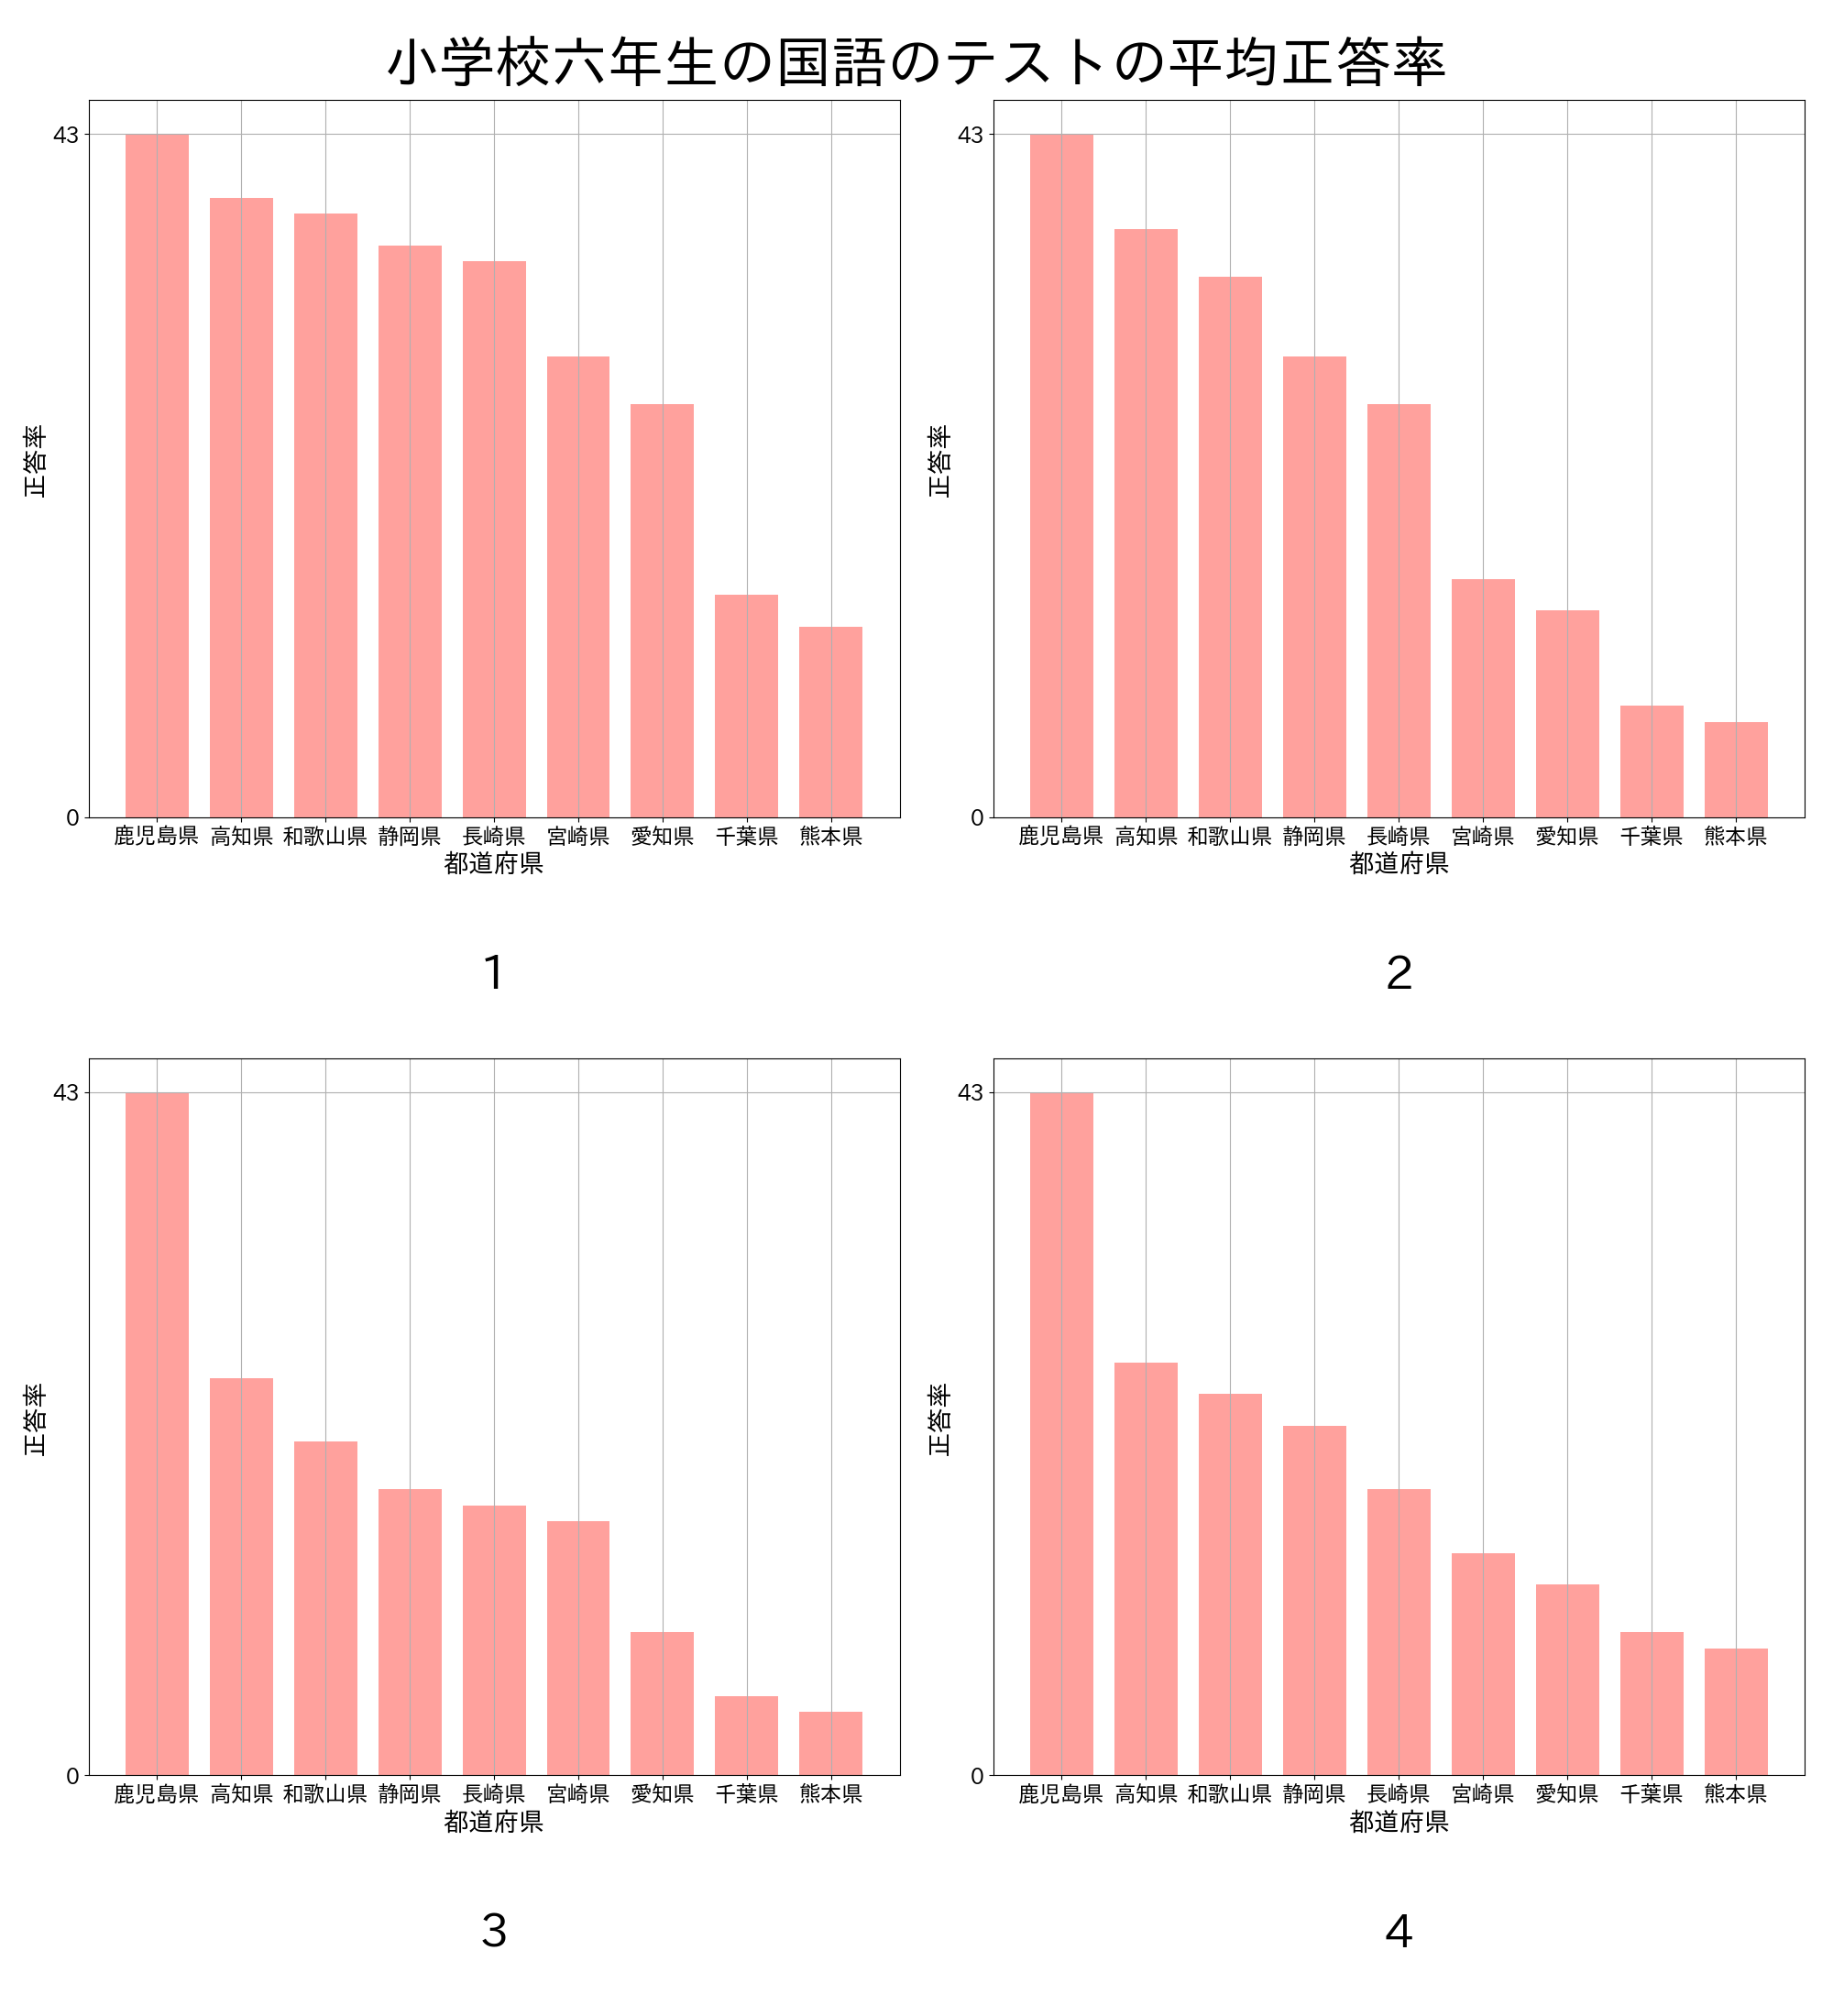 小学校六年生の国語のテストの平均正答率
43
0
正答率
鹿児島県 高知県 和歌山県 静岡県 長崎県 宮崎県 愛知県 千葉県 熊本県
都道府県
1
43
0
正答率
鹿児島県 高知県 和歌山県 静岡県 長崎県 宮崎県 愛知県 千葉県 熊本県
都道府県
2
43
0
正答率
鹿児島県 高知県 和歌山県 静岡県 長崎県 宮崎県 愛知県 千葉県 熊本県
都道府県
3
43
0
正答率
鹿児島県 高知県 和歌山県 静岡県 長崎県 宮崎県 愛知県 千葉県 熊本県
都道府県
4